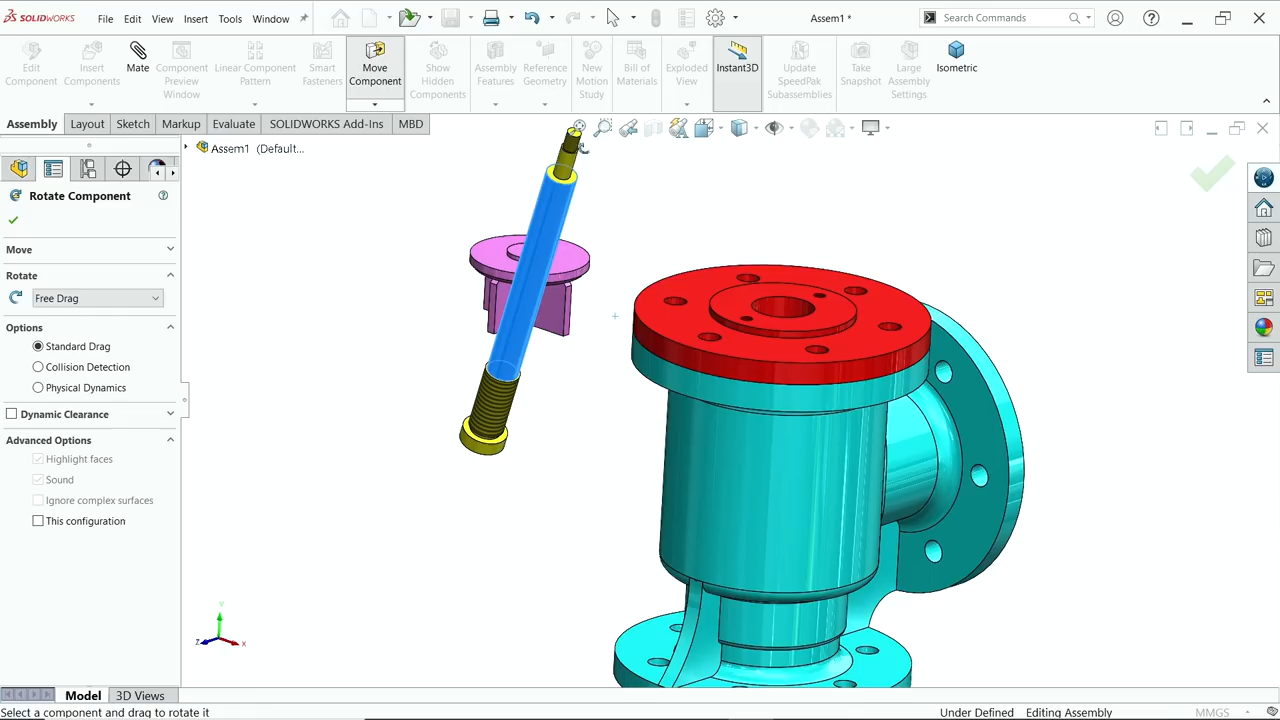 SOLIDWORKS File Edit View Insert Tools Window Assem1 * Search Commands
Edit Component
Insert Components
Mate
Component Preview Window
Linear Component Pattern
Smart Fasteners
Move Component
Show Hidden Components
Assembly Features
Reference Geometry
New Motion Study
Bill of Materials
Exploded View
Instant3D
Update SpeedPak Subassemblies
Take Snapshot
Large Assembly Settings
Isometric
Assembly Layout Sketch Markup Evaluate SOLIDWORKS Add-Ins MBD
Assem1 (Default...
Rotate Component
Move
Rotate
Free Drag
Options
Standard Drag
Collision Detection
Physical Dynamics
Dynamic Clearance
Advanced Options
Highlight faces
Sound
Ignore complex surfaces
This configuration
Y
Z X
Model 3D Views
Select a component and drag to rotate it Under Defined Editing Assembly MMGS